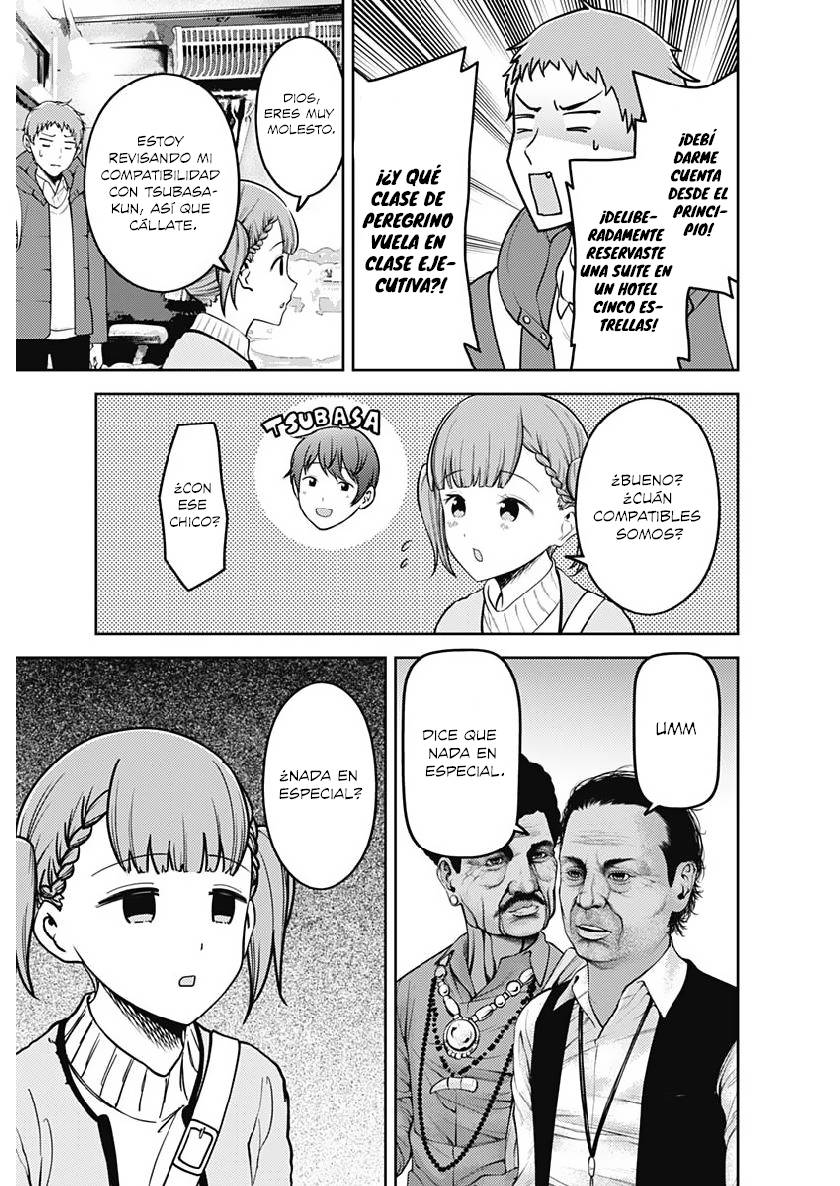 ¡DEBÍ
DARME
CUENTA
DESDE EL
PRINCI-
PIO!
¡DELIBE-
RADAMENTE
RESERVASTE
UNA SUITE EN
UN HOTEL
CINCO ES-
TRELLAS!
¡¿Y QUÉ
CLASE DE
PEREGRINO
VUELA EN
CLASE EJE-
CUTIVA?!
DIOS,
ERES MUY
MOLESTO.
ESTOY
REVISANDO MI
COMPATIBILIDAD
CON TSUBASA-
KUN, ASÍ QUE
CÁLLATE.
¿BUENO?
¿CUÁN
COMPATIBLES
SOMOS?
TSUBASA
¿CON
ESE
CHICO?
UMM
DICE QUE
NADA EN
ESPECIAL.
¿NADA EN
ESPECIAL?